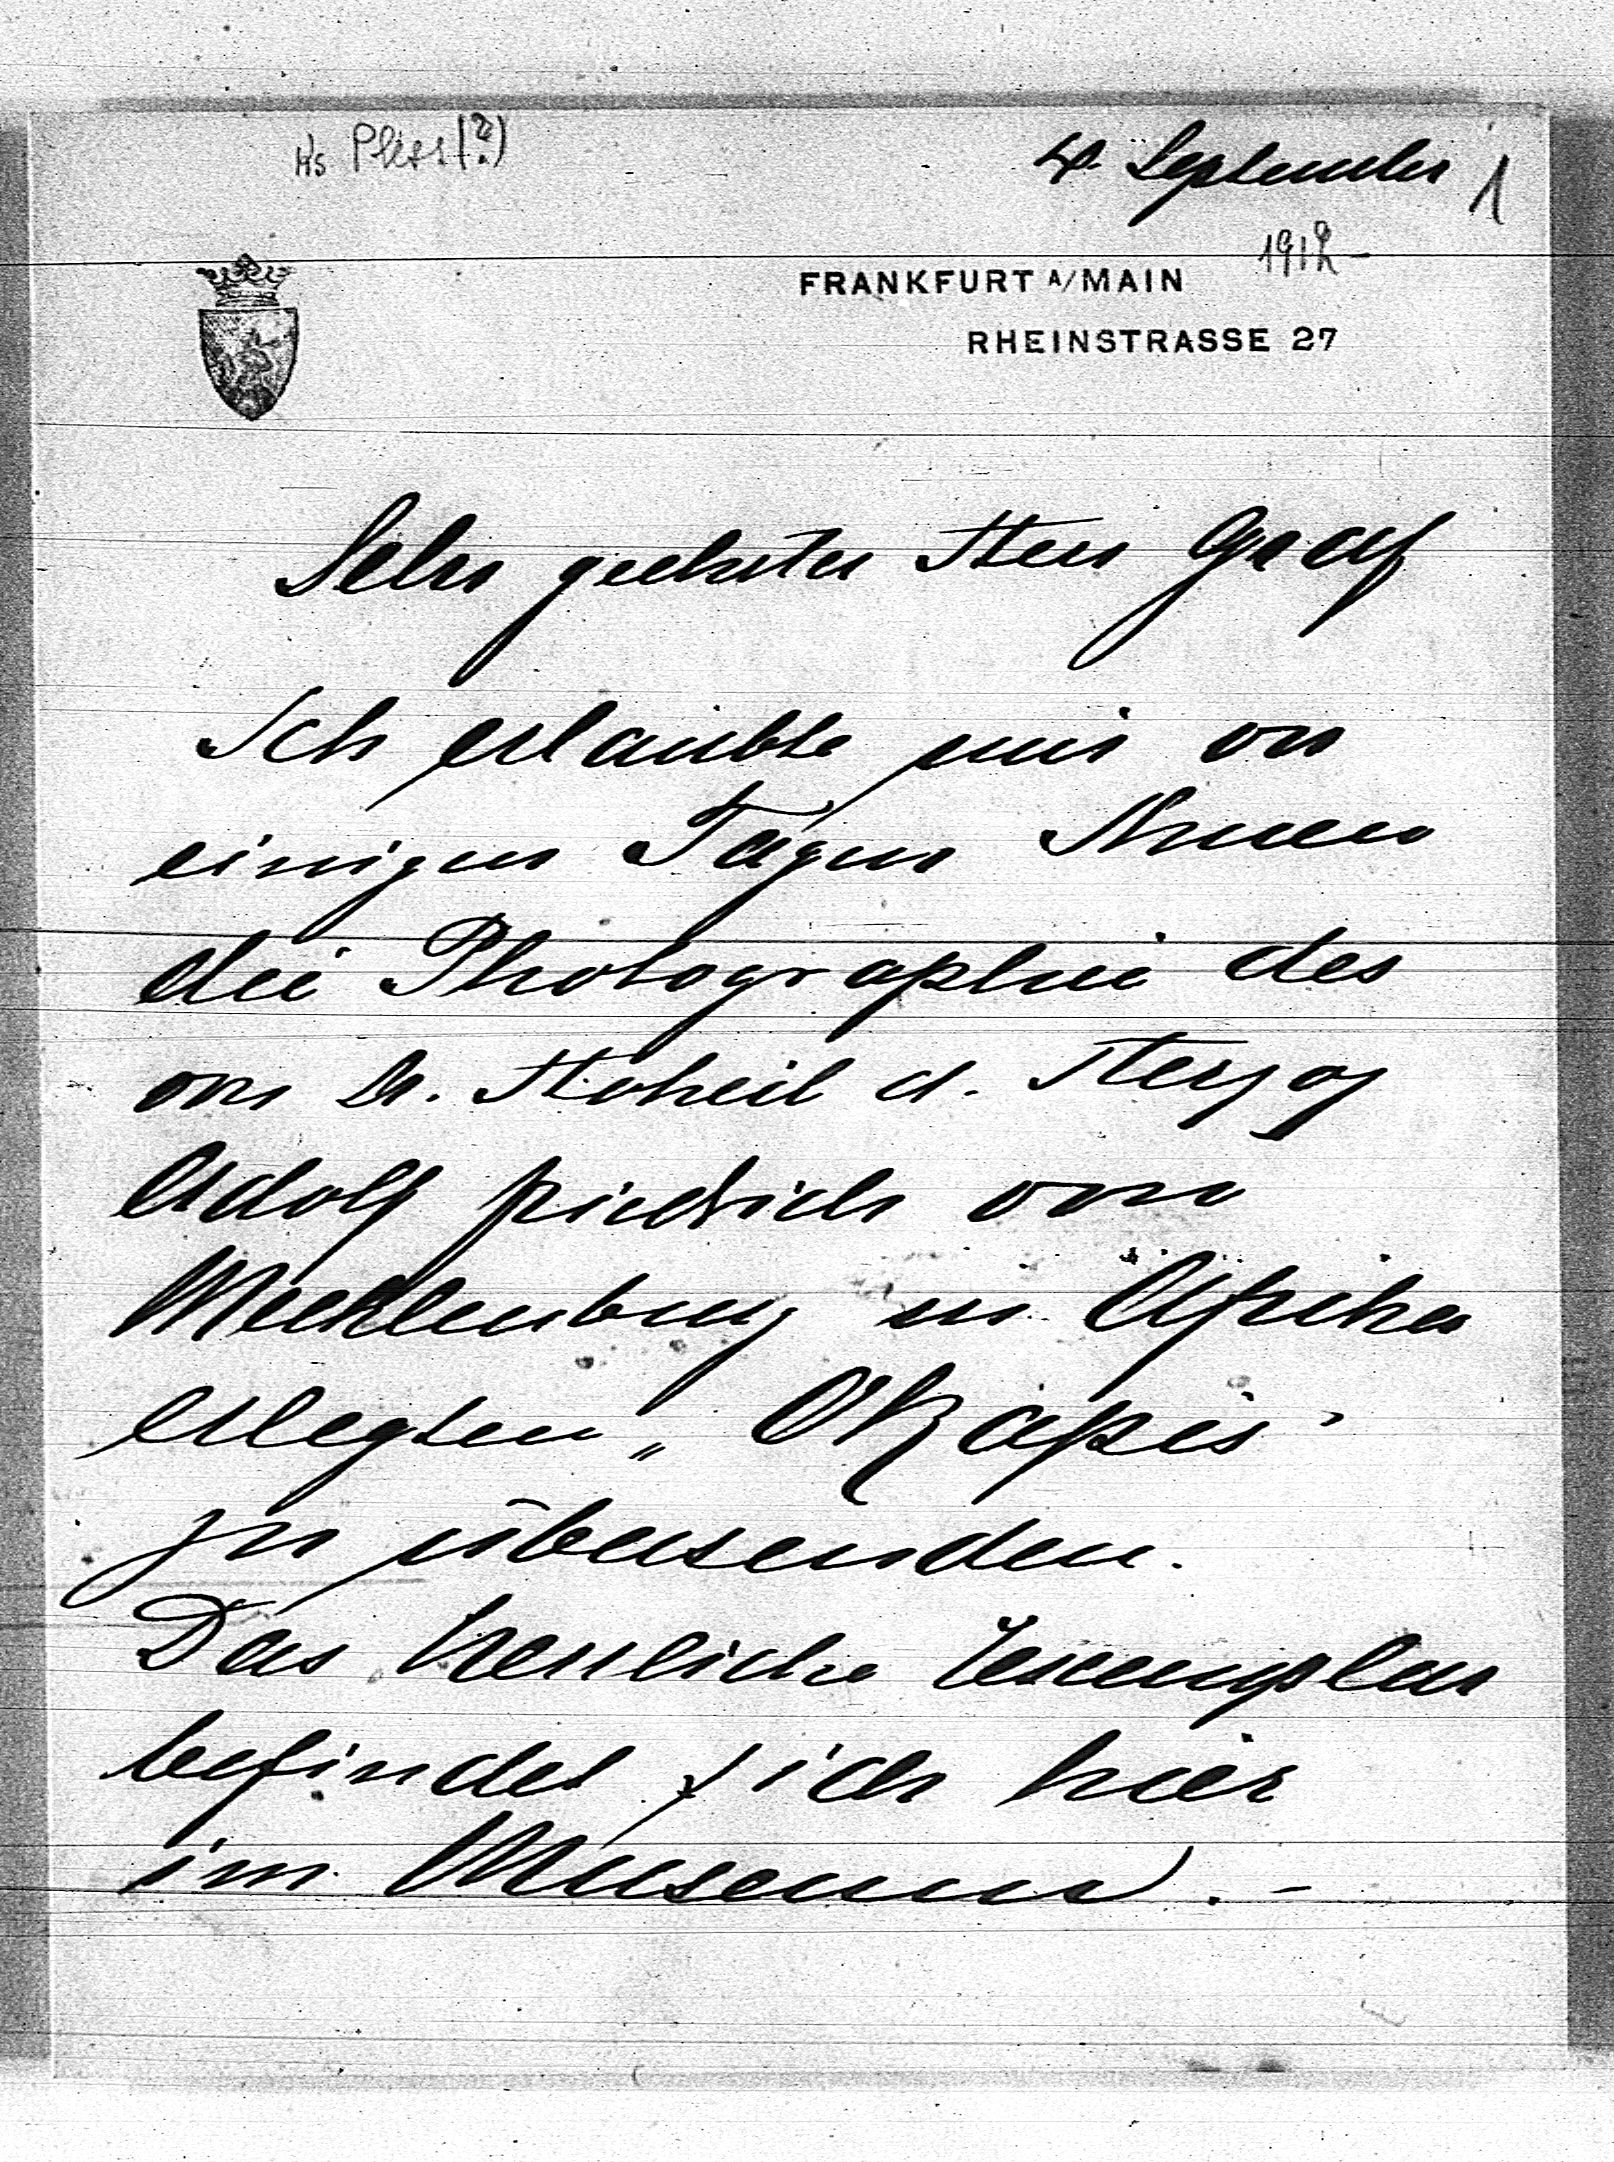 Ks Pless (?)
4. September 1
1912
FRANKFURT A/MAIN
RHEINSTRASSE 27
Sehr geehrter Herr Graf
Ich erlaubte mir vor
einigen Tagen Ihnen
die Photographie des
von Sr. Hoheit d. Herzog
Adolf Friedrich von
Mecklenburg in Afrika
erlegten „Okapis"
zu übersenden.
Das herrliche Exemplar
befindet sich hier
im Museum. -